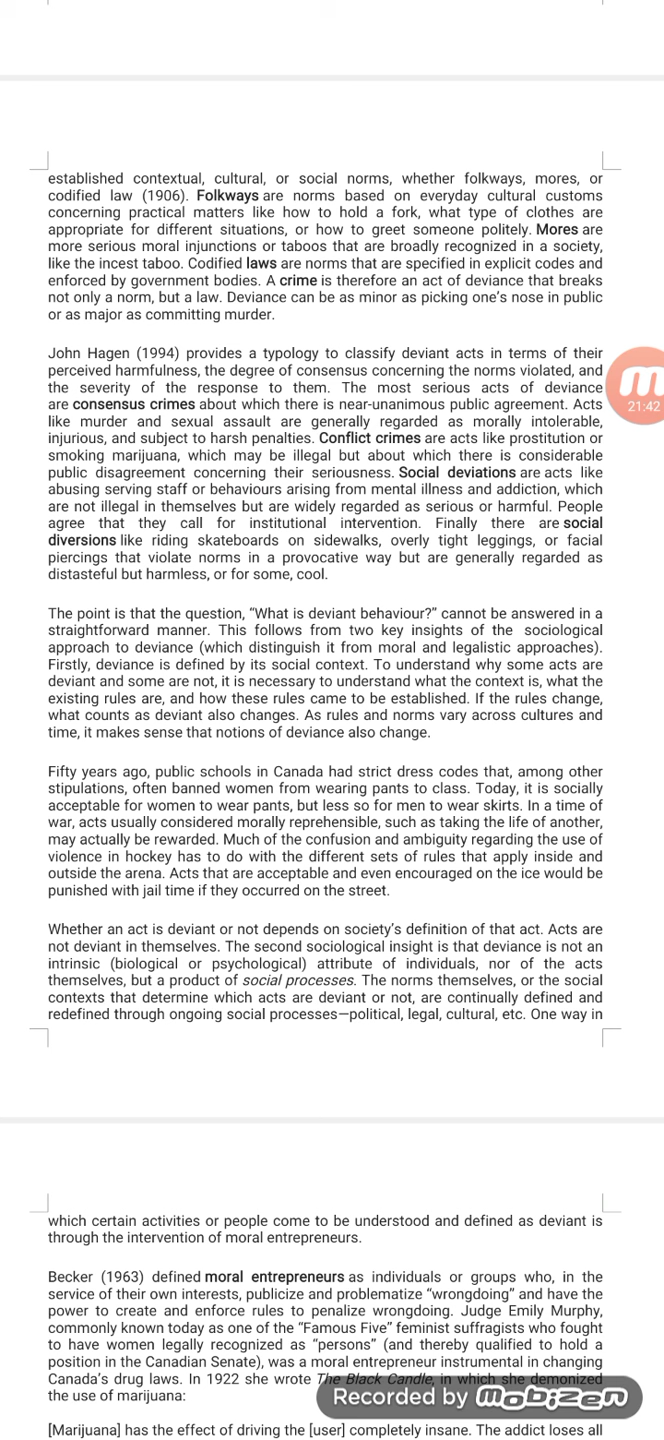 established contextual, cultural, or social norms, whether folkways, mores, or
codified law (1906). Folkways are norms based on everyday cultural customs
concerning practical matters like how to hold a fork, what type of clothes are
appropriate for different situations, or how to greet someone politely. Mores are
more serious moral injunctions or taboos that are broadly recognized in a society,
like the incest taboo. Codified laws are norms that are specified in explicit codes and
enforced by government bodies. A crime is therefore an act of deviance that breaks
not only a norm, but a law. Deviance can be as minor as picking one's nose in public
or as major as committing murder.
John Hagen (1994) provides a typology to classify deviant acts in terms of their
perceived harmfulness, the degree of consensus concerning the norms violated, and
the severity of the response to them. The most serious acts of deviance
are consensus crimes about which there is near-unanimous public agreement. Acts
like murder and sexual assault are generally regarded as morally intolerable,
injurious, and subject to harsh penalties. Conflict crimes are acts like prostitution or
smoking marijuana, which may be illegal but about which there is considerable
public disagreement concerning their seriousness. Social deviations are acts like
abusing serving staff or behaviours arising from mental illness and addiction, which
are not illegal in themselves but are widely regarded as serious or harmful. People
agree that they call for institutional intervention. Finally there are social
diversions like riding skateboards on sidewalks, overly tight leggings, or facial
piercings that violate norms in a provocative way but are generally regarded as
distasteful but harmless, or for some, cool.
21:42
The point is that the question, "What is deviant behaviour?" cannot be answered in a
straightforward manner. This follows from two key insights of the sociological
approach to deviance (which distinguish it from moral and legalistic approaches).
Firstly, deviance is defined by its social context. To understand why some acts are
deviant and some are not, it is necessary to understand what the context is, what the
existing rules are, and how these rules came to be established. If the rules change,
what counts as deviant also changes. As rules and norms vary across cultures and
time, it makes sense that notions of deviance also change.
Fifty years ago, public schools in Canada had strict dress codes that, among other
stipulations, often banned women from wearing pants to class. Today, it is socially
acceptable for women to wear pants, but less so for men to wear skirts. In a time of
war, acts usually considered morally reprehensible, such as taking the life of another,
may actually be rewarded. Much of the confusion and ambiguity regarding the use of
violence in hockey has to do with the different sets of rules that apply inside and
outside the arena. Acts that are acceptable and even encouraged on the ice would be
punished with jail time if they occurred on the street.
Whether an act is deviant or not depends on society's definition of that act. Acts are
not deviant in themselves. The second sociological insight is that deviance is not an
intrinsic (biological or psychological) attribute of individuals, nor of the acts
themselves, but a product of social processes. The norms themselves, or the social
contexts that determine which acts are deviant or not, are continually defined and
redefined through ongoing social processes—political, legal, cultural, etc. One way in
which certain activities or people come to be understood and defined as deviant is
through the intervention of moral entrepreneurs.
Becker (1963) defined moral entrepreneurs as individuals or groups who, in the
service of their own interests, publicize and problematize "wrongdoing" and have the
power to create and enforce rules to penalize wrongdoing. Judge Emily Murphy,
commonly known today as one of the "Famous Five" feminist suffragists who fought
to have women legally recognized as "persons" (and thereby qualified to hold a
position in the Canadian Senate), was a moral entrepreneur instrumental in changing
Canada's drug laws. In 1922 she wrote The Black Candle, in which she demonized
the use of marijuana:
Recorded by mobizen
[Marijuana] has the effect of driving the [user] completely insane. The addict loses all